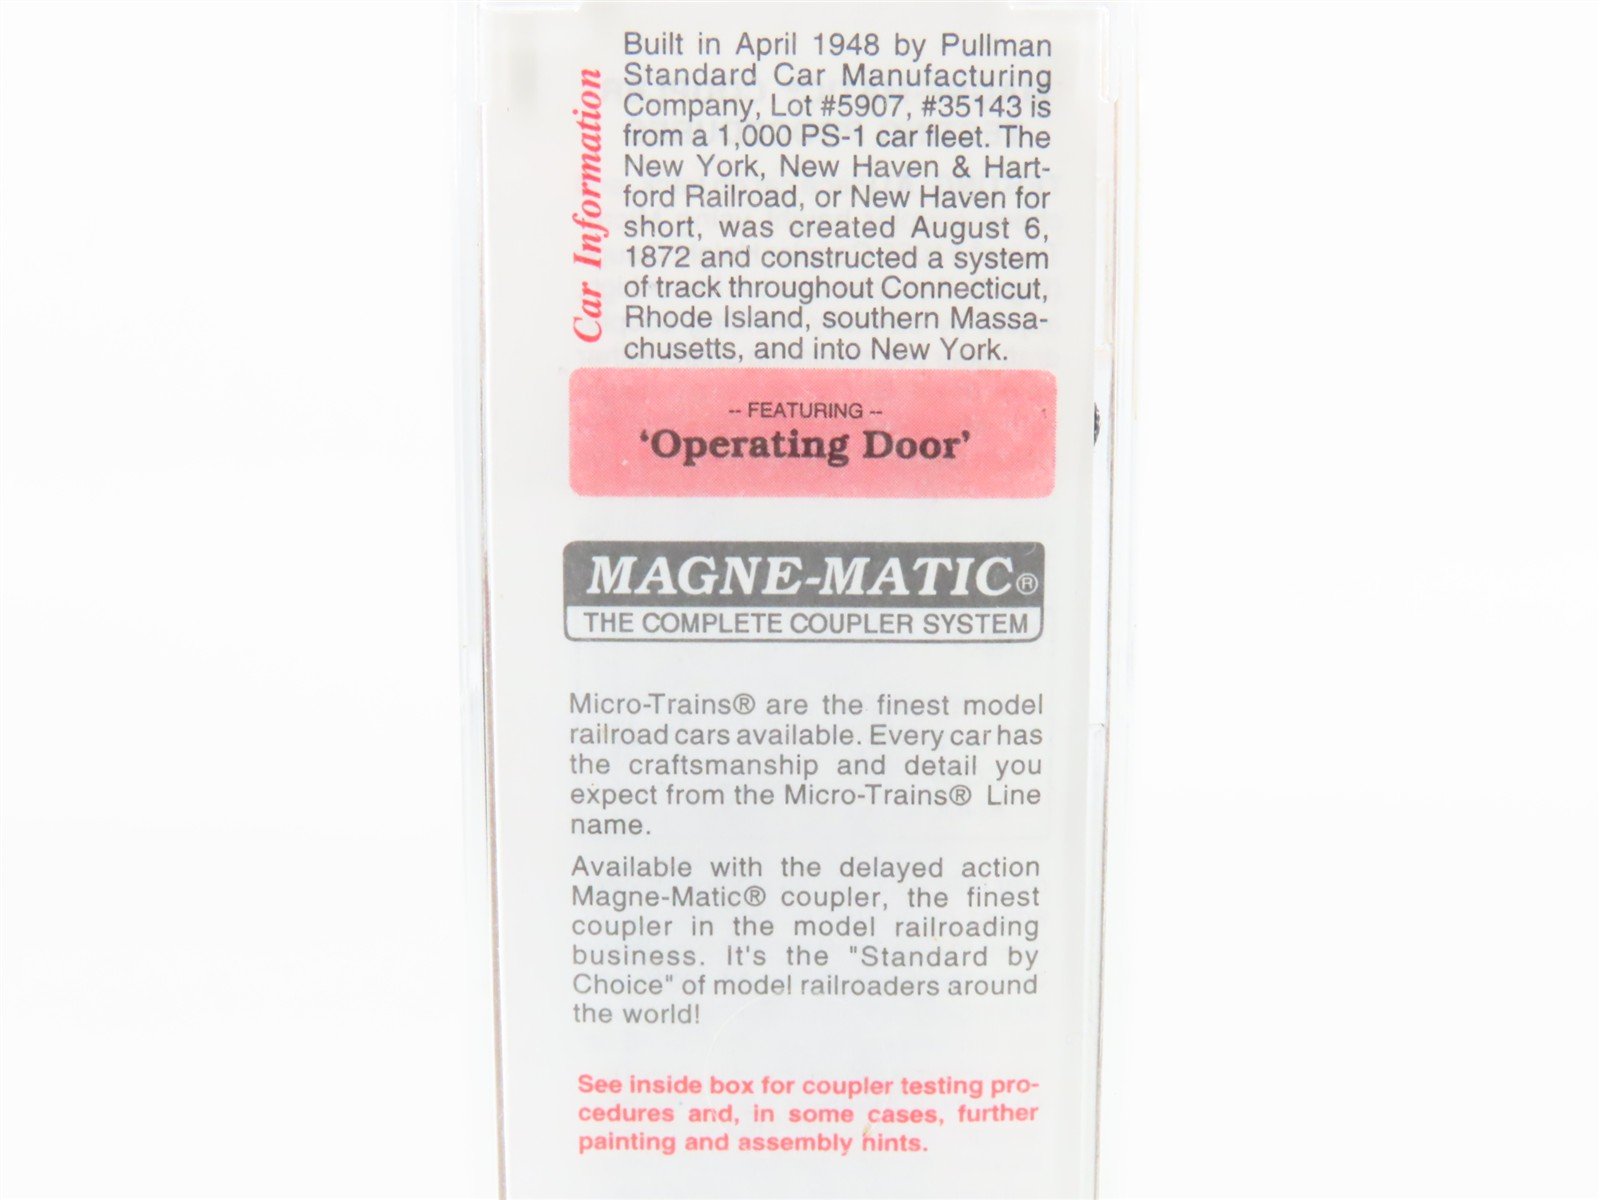 Car Information
Built in April 1948 by Pullman
Standard Car Manufacturing
Company, Lot #5907, #35143 is
from a 1,000 PS-1 car fleet. The
New York, New Haven & Hart-
ford Railroad, or New Haven for
short, was created August 6,
1872 and constructed a system
of track throughout Connecticut,
Rhode Island, southern Massa-
chusetts, and into New York.
-- FEATURING --
‘Operating Door’
MAGNE-MATIC®
THE COMPLETE COUPLER SYSTEM
Micro-Trains® are the finest model
railroad cars available. Every car has
the craftsmanship and detail you
expect from the Micro-Trains® Line
name.
Available with the delayed action
Magne-Matic® coupler, the finest
coupler in the model railroading
business. It's the "Standard by
Choice" of model railroaders around
the world!
See inside box for coupler testing pro-
cedures and, in some cases, further
painting and assembly hints.